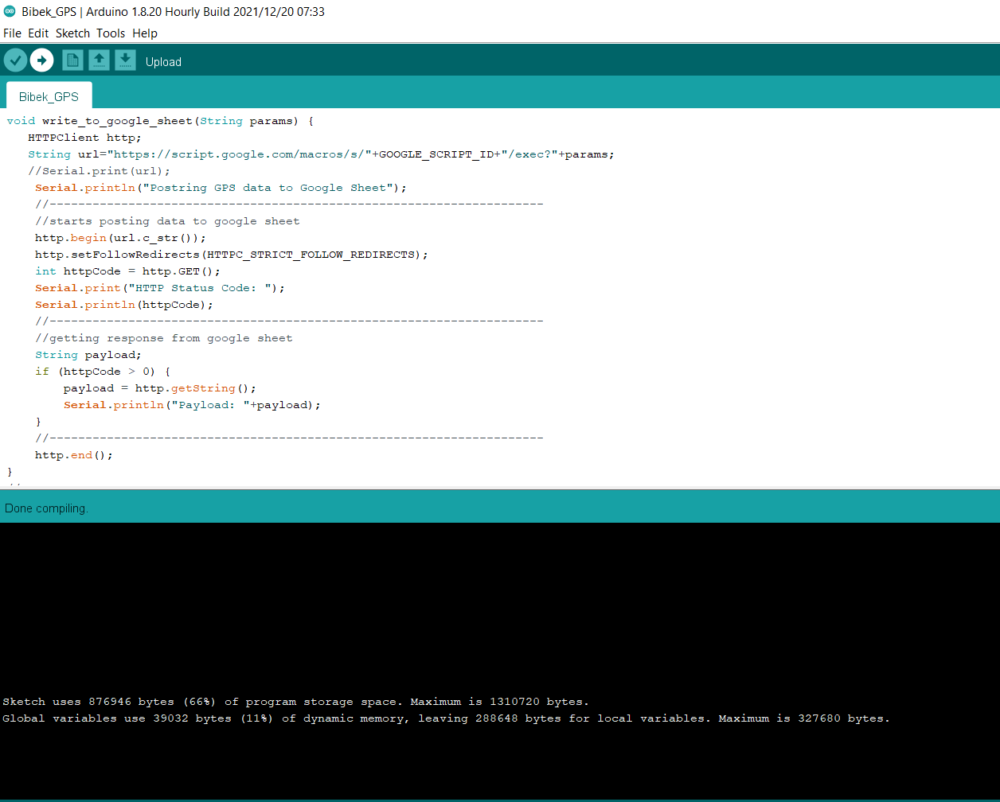 Bibek_GPS | Arduino 1.8.20 Hourly Build 2021/12/20 07:33
File Edit Sketch Tools Help
Upload
Bibek_GPS
void write_to_google_sheet(String params) {
   HTTPClient http;
   String url="https://script.google.com/macros/s/"+GOOGLE_SCRIPT_ID+"/exec?"+params;
   //Serial.print(url);
    Serial.println("Postring GPS data to Google Sheet");
    //---------------------------------------------------------------------
    //starts posting data to google sheet
    http.begin(url.c_str());
    http.setFollowRedirects(HTTPC_STRICT_FOLLOW_REDIRECTS);
    int httpCode = http.GET();
    Serial.print("HTTP Status Code: ");
    Serial.println(httpCode);
    //---------------------------------------------------------------------
    //getting response from google sheet
    String payload;
    if (httpCode > 0) {
        payload = http.getString();
        Serial.println("Payload: "+payload);
    }
    //---------------------------------------------------------------------
    http.end();
}
Done compiling.
Sketch uses 876946 bytes (66%) of program storage space. Maximum is 1310720 bytes.
Global variables use 39032 bytes (11%) of dynamic memory, leaving 288648 bytes for local variables. Maximum is 327680 bytes.